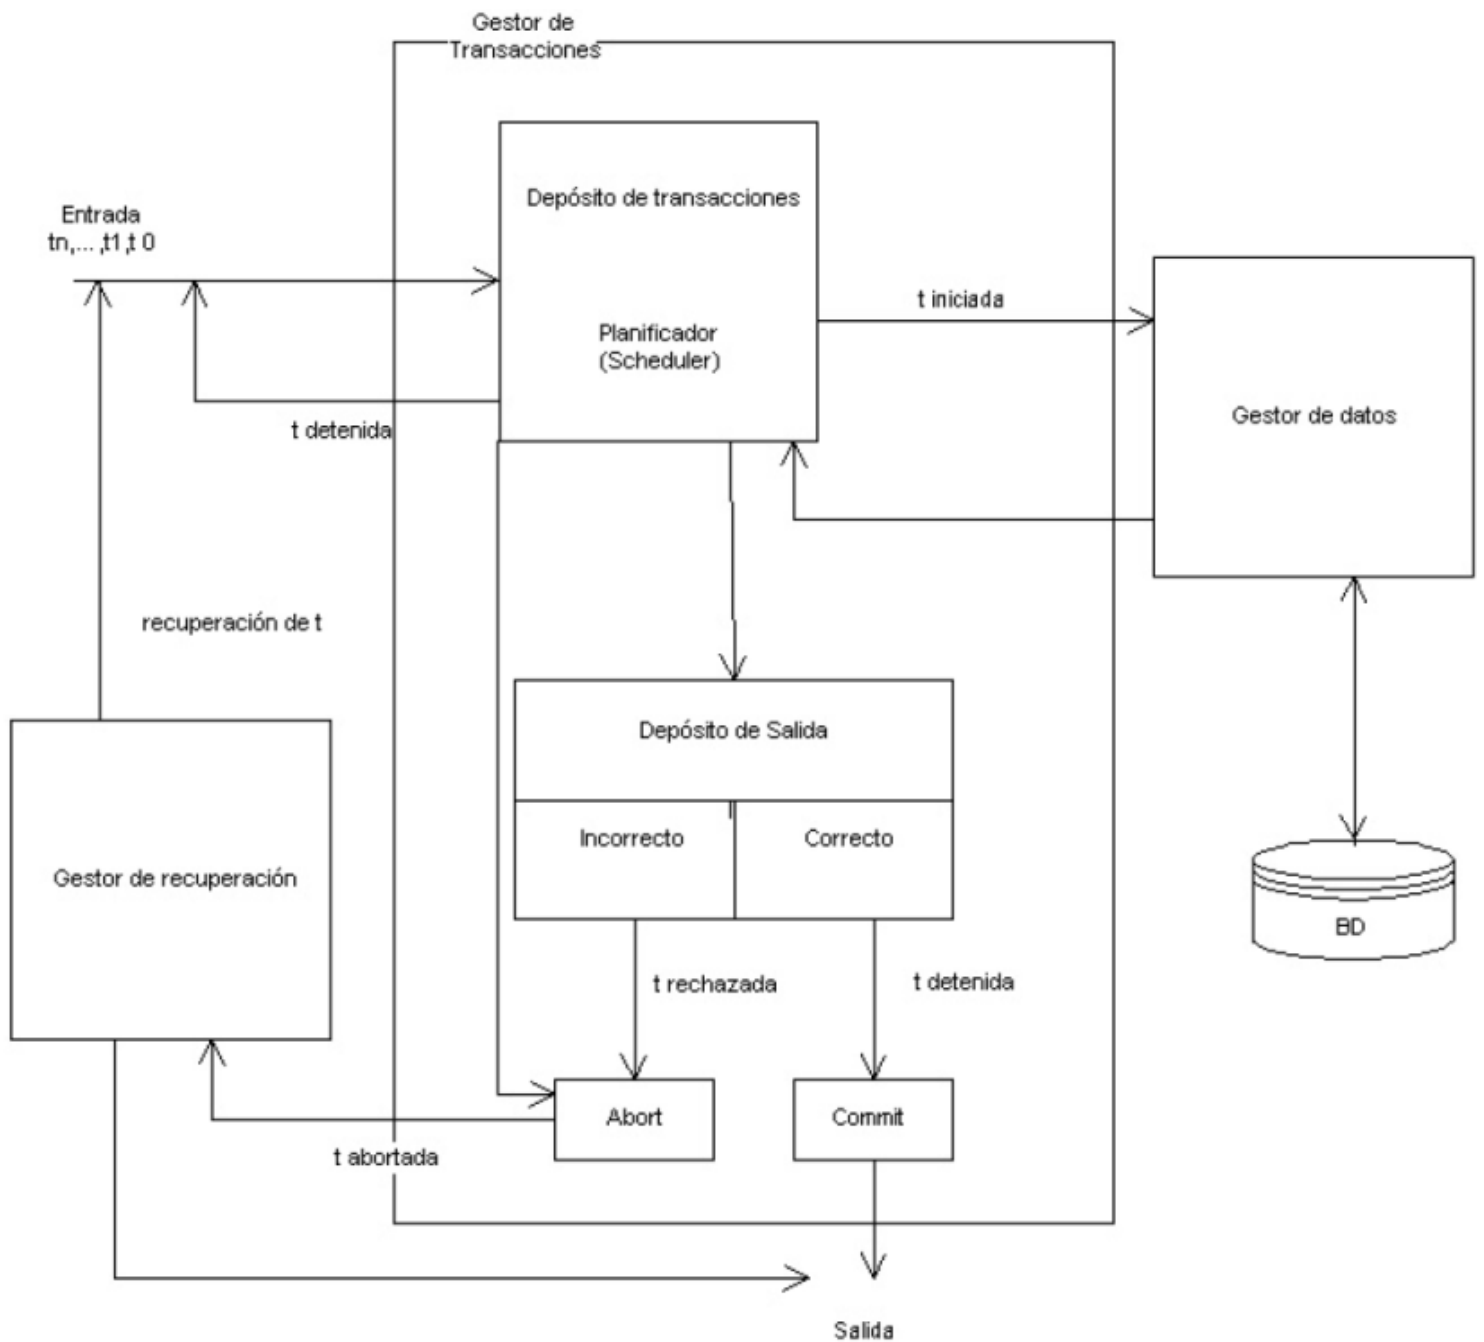 Gestor de
Transacciones
Depósito de transacciones
Entrada
tn,... ,t1,t 0
t iniciada
Planificador
(Scheduler)
Gestor de datos
t detenida
recuperación de t
Depósito de Salida
Incorrecto
Correcto
Gestor de recuperación
BD
t rechazada
t detenida
Abort
Commit
t abortada
Salida